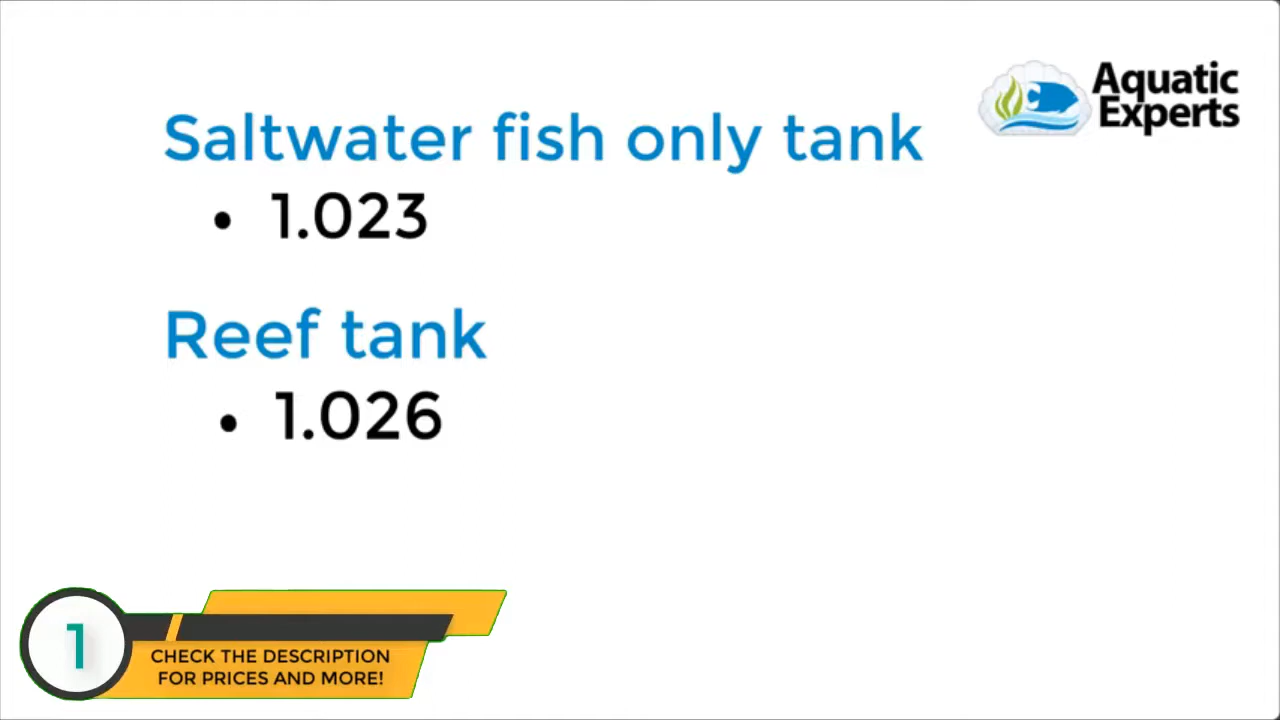 Aquatic
Experts
Saltwater fish only tank
• 1.023
Reef tank
• 1.026
1
CHECK THE DESCRIPTION
FOR PRICES AND MORE!